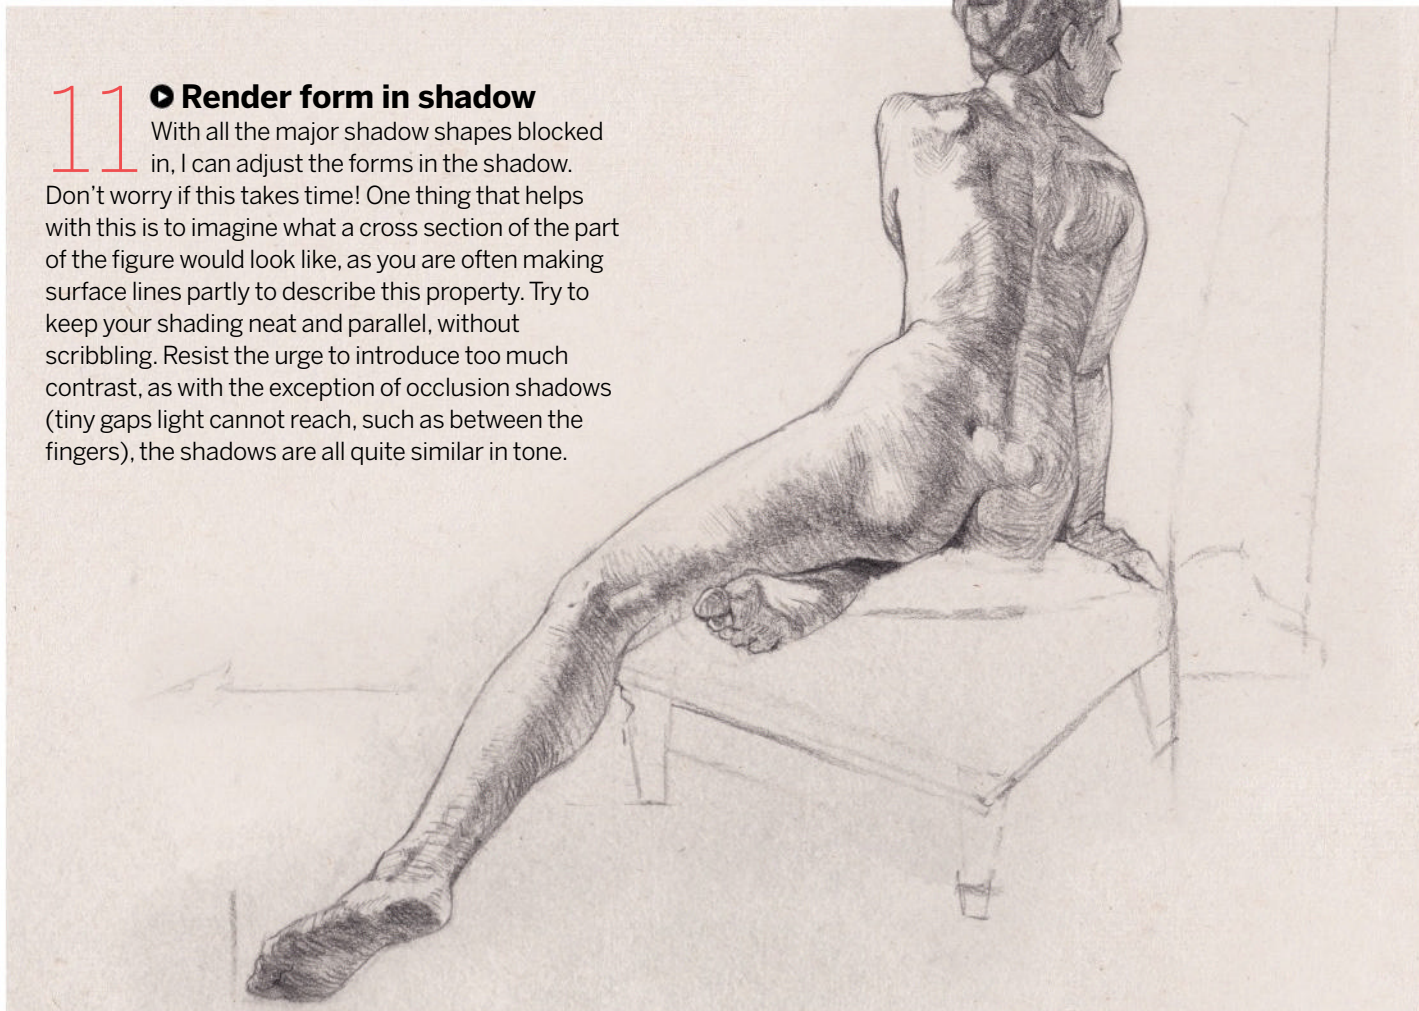 11 Render form in shadow
With all the major shadow shapes blocked
in, I can adjust the forms in the shadow.
Don’t worry if this takes time! One thing that helps
with this is to imagine what a cross section of the part
of the figure would look like, as you are often making
surface lines partly to describe this property. Try to
keep your shading neat and parallel, without
scribbling. Resist the urge to introduce too much
contrast, as with the exception of occlusion shadows
(tiny gaps light cannot reach, such as between the
fingers), the shadows are all quite similar in tone.